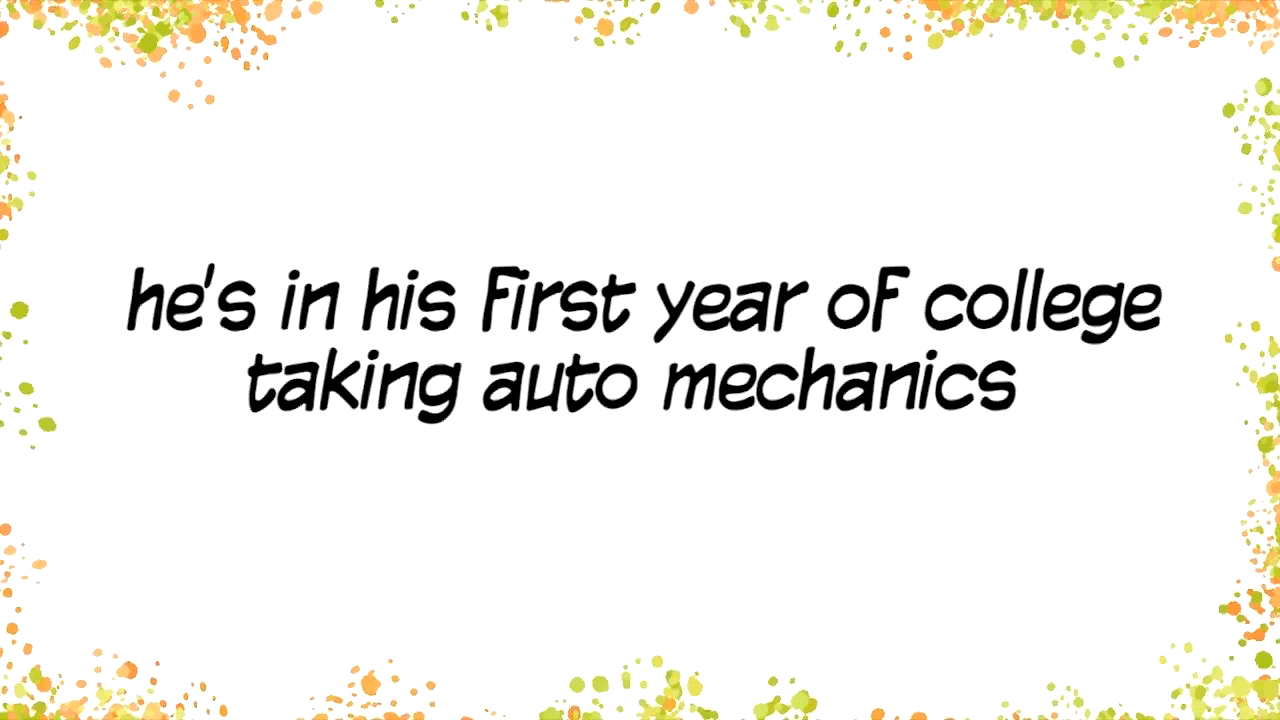 he's in his first year of college
taking auto mechanics